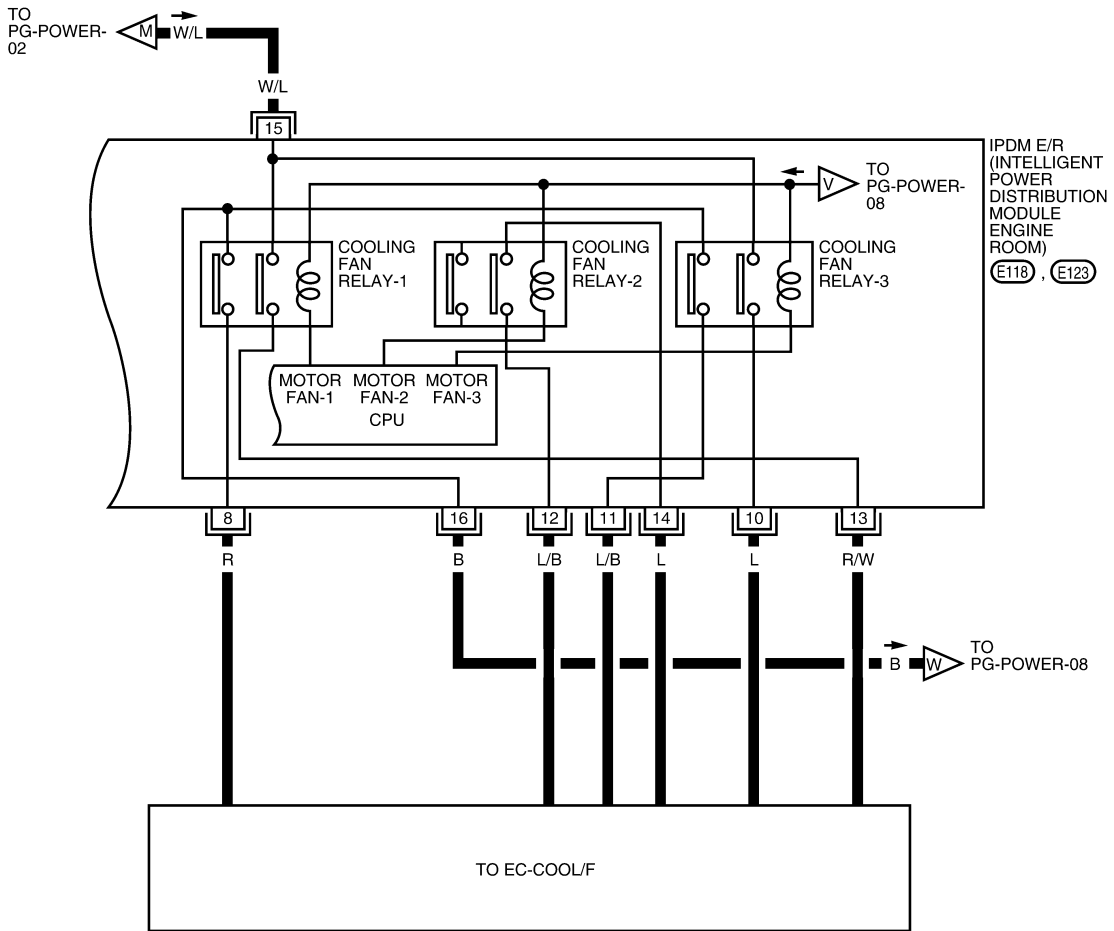 TO
PG-POWER-
02
M
W/L
W/L
15
IPDM E/R
(INTELLIGENT
POWER
DISTRIBUTION
MODULE
ENGINE
ROOM)
E118 , E123
V
TO
PG-POWER-
08
COOLING
FAN
RELAY-1
COOLING
FAN
RELAY-2
COOLING
FAN
RELAY-3
MOTOR
FAN-1
MOTOR
FAN-2
MOTOR
FAN-3
CPU
8
16
12
11
14
10
13
R
B
L/B
L/B
L
L
R/W
B
W
TO
PG-POWER-08
TO EC-COOL/F